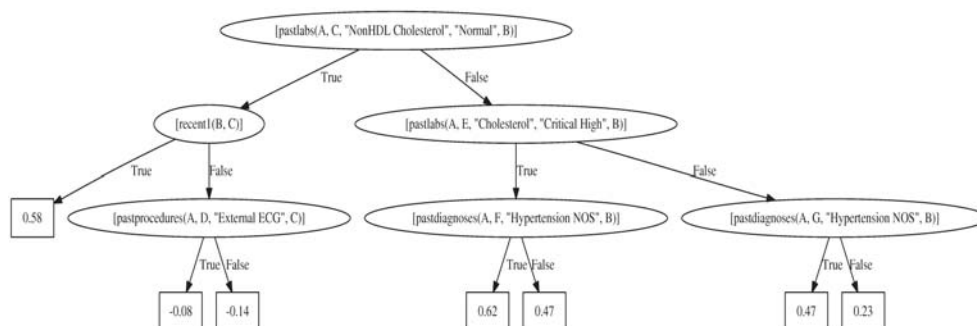 [pastlabs(A, C, "NonHDL Cholesterol", "Normal", B)]
True
False
[recent1(B, C)]
[pastlabs(A, E, "Cholesterol", "Critical High", B)]
True
False
True
False
0.58
[pastprocedures(A, D, "External ECG", C)]
[pastdiagnoses(A, F, "Hypertension NOS", B)]
[pastdiagnoses(A, G, "Hypertension NOS", B)]
True
False
True
False
True
False
-0.08
-0.14
0.62
0.47
0.47
0.23